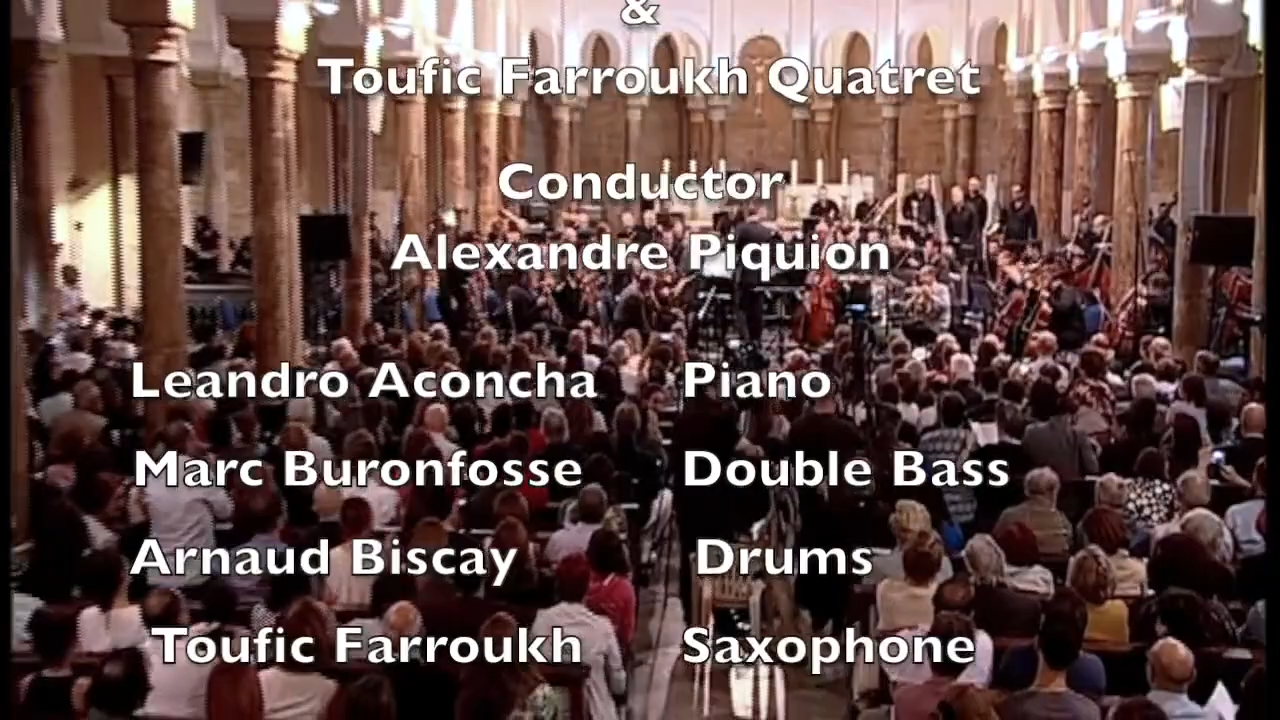 &
Toufic Farroukh Quatret
Conductor
Alexandre Piquion
Leandro Aconcha Piano
Marc Buronfosse Double Bass
Arnaud Biscay Drums
Toufic Farroukh Saxophone